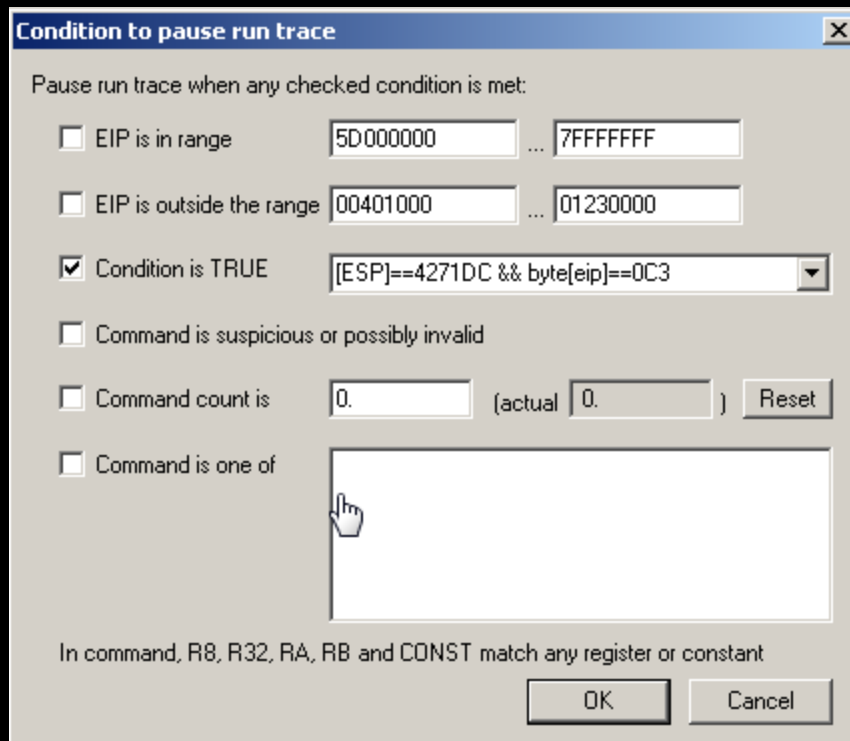 Condition to pause run trace
Pause run trace when any checked condition is met:
EIP is in range 5D000000 ... 7FFFFFFF
EIP is outside the range 00401000 ... 01230000
Condition is TRUE [ESP]==4271DC && byte[eip]==0C3
Command is suspicious or possibly invalid
Command count is 0. (actual 0. ) Reset
Command is one of
In command, R8, R32, RA, RB and CONST match any register or constant
OK Cancel